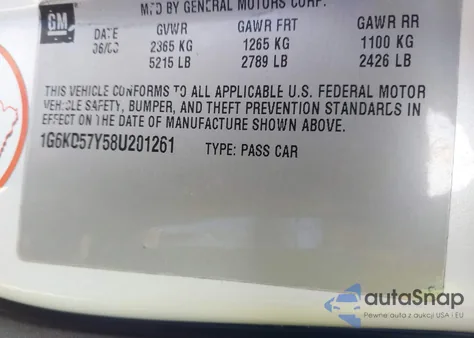 MFD BY GENERAL MOTORS CORP.
GM
DATE GVWR GAWR FRT GAWR RR
06/08 2365 KG 1265 KG 1100 KG
5215 LB 2789 LB 2426 LB
THIS VEHICLE CONFORMS TO ALL APPLICABLE U.S. FEDERAL MOTOR
VEHICLE SAFETY, BUMPER, AND THEFT PREVENTION STANDARDS IN
EFFECT ON THE DATE OF MANUFACTURE SHOWN ABOVE.
1G6KD57Y58U201261 TYPE: PASS CAR
autoSnap
Pewne auta z aukcji USA i EU